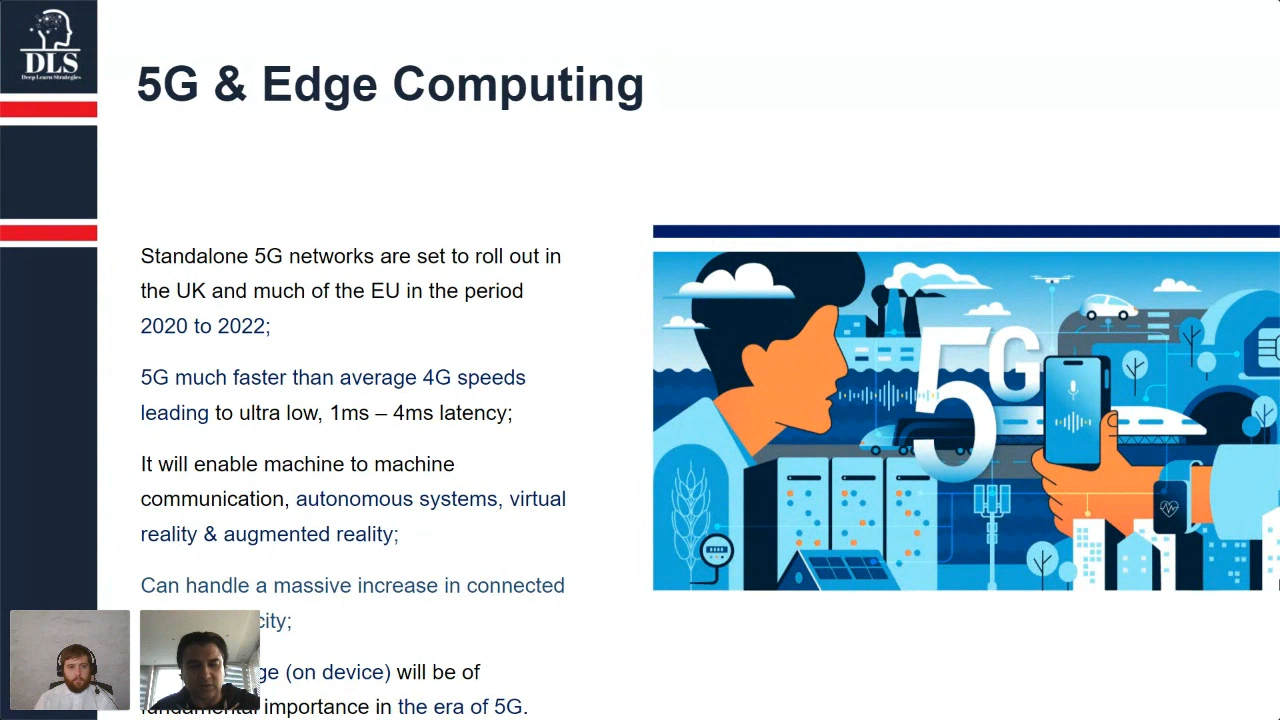 DLS
Deep Learn Strategies
5G & Edge Computing
Standalone 5G networks are set to roll out in
the UK and much of the EU in the period
2020 to 2022;
5G much faster than average 4G speeds
leading to ultra low, 1ms – 4ms latency;
It will enable machine to machine
communication, autonomous systems, virtual
reality & augmented reality;
Can handle a massive increase in connected
(on device) will be of
importance in the era of 5G.
5G